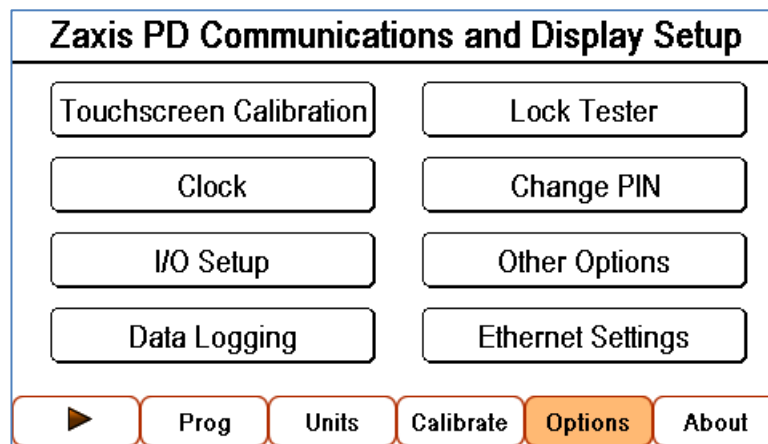 Zaxis PD Communications and Display Setup
Touchscreen Calibration
Lock Tester
Clock
Change PIN
I/O Setup
Other Options
Data Logging
Ethernet Settings
Prog
Units
Calibrate
Options
About